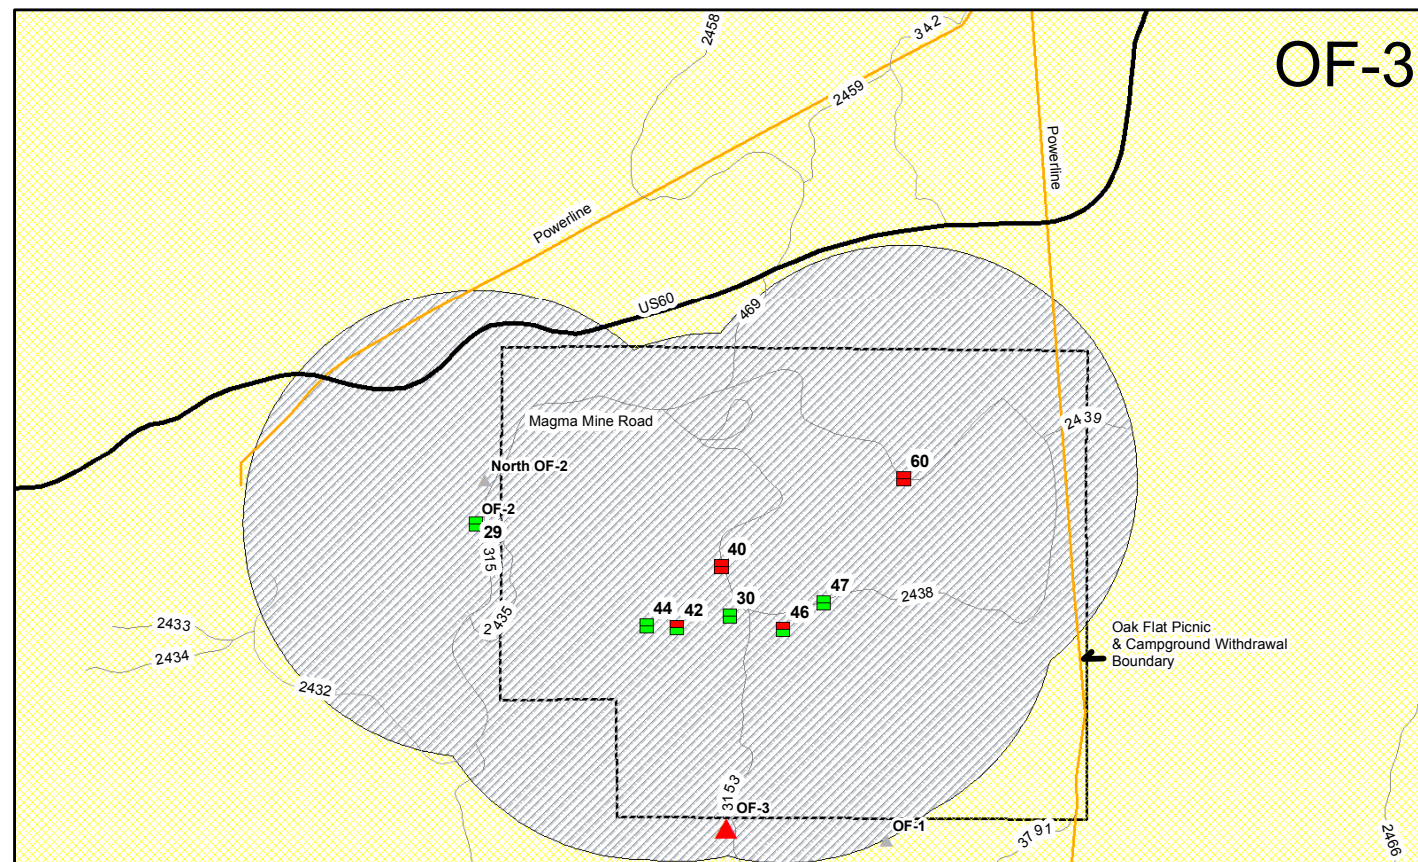 OF-3
2458
342
2459
Powerline
Powerline
US60
469
Magma Mine Road
2439
North OF-2
60
OF-2
29
315
40
47
30
44
42
46
2438
2435
2433
2434
2432
Oak Flat Picnic
& Campground Withdrawal
Boundary
3153
OF-3
OF-1
3791
2466